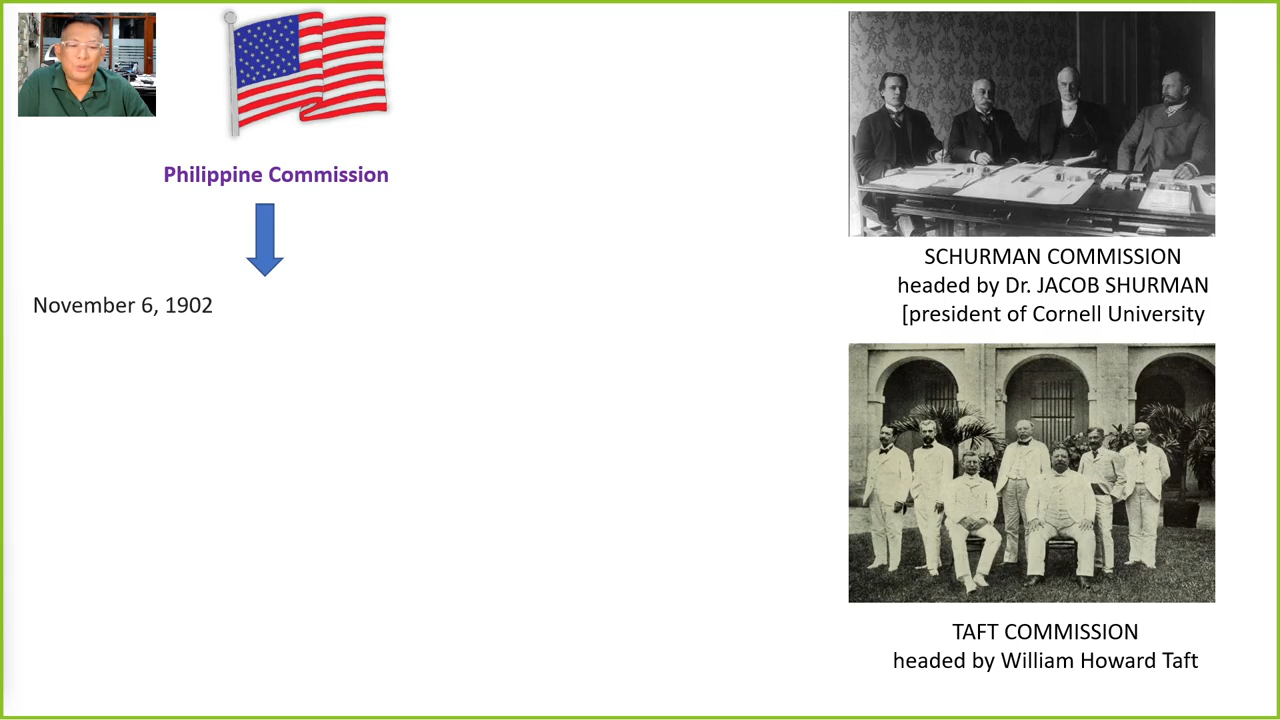 Philippine Commission
November 6, 1902
SCHURMAN COMMISSION
headed by Dr. JACOB SHURMAN
[president of Cornell University
TAFT COMMISSION
headed by William Howard Taft